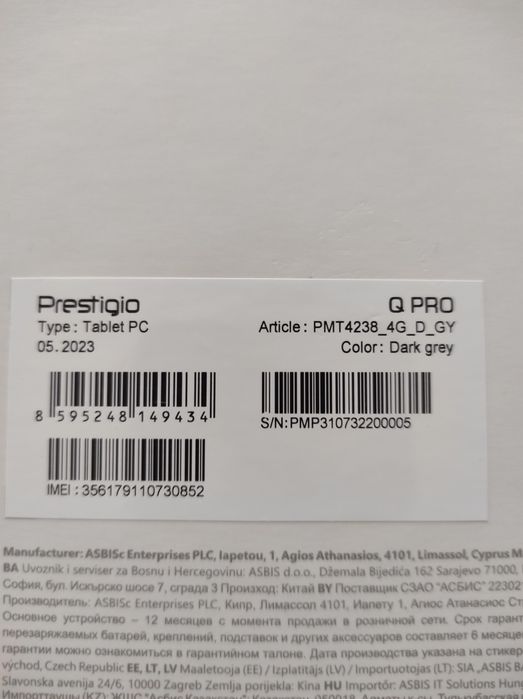 Prestigio
Q PRO
Type: Tablet PC
Article: PMT4238_4G_D_GY
05.2023
Color: Dark grey
8 595248 149434
S/N:PMP310732200005
IMEI : 356179110730852
Manufacturer: ASBISc Enterprises PLC, Iapetou, 1, Agios Athanasios, 4101, Limassol, Cyprus
BA Uvoznik i serviser za Bosnu i Hercegovinu: ASBIS d.o.o., Džemala Bijedića 162 Sarajevo 71000,
София, бул. Искърско шосе 7, сграда 3 Произход: Китай BY Поставщик СЗАО "АСБИС" 22302
Производитель: ASBISc Enterprises PLC, Кипр, Лимассол 4101, Иапету 1, Агиос Атанасиос
Основное устройство – 12 месяцев с момента продажи в розничной сети. Срок гарант
перезаряжаемых батарей, креплений, подставок и других аксессуаров составляет 6 месяце
гарантии можно ознакомиться в гарантийном талоне. Дата производства указана на стикере
východ, Czech Republic EE, LT, LV Maaletooja (EE) / Izplatītājs (LV) / Importuotojas (LT): SIA „ASBIS
Slavonska avenija 24/6, 10000 Zagreb Zemlja porijekla: Kina HU Importőr: ASBIS IT Solutions Hun